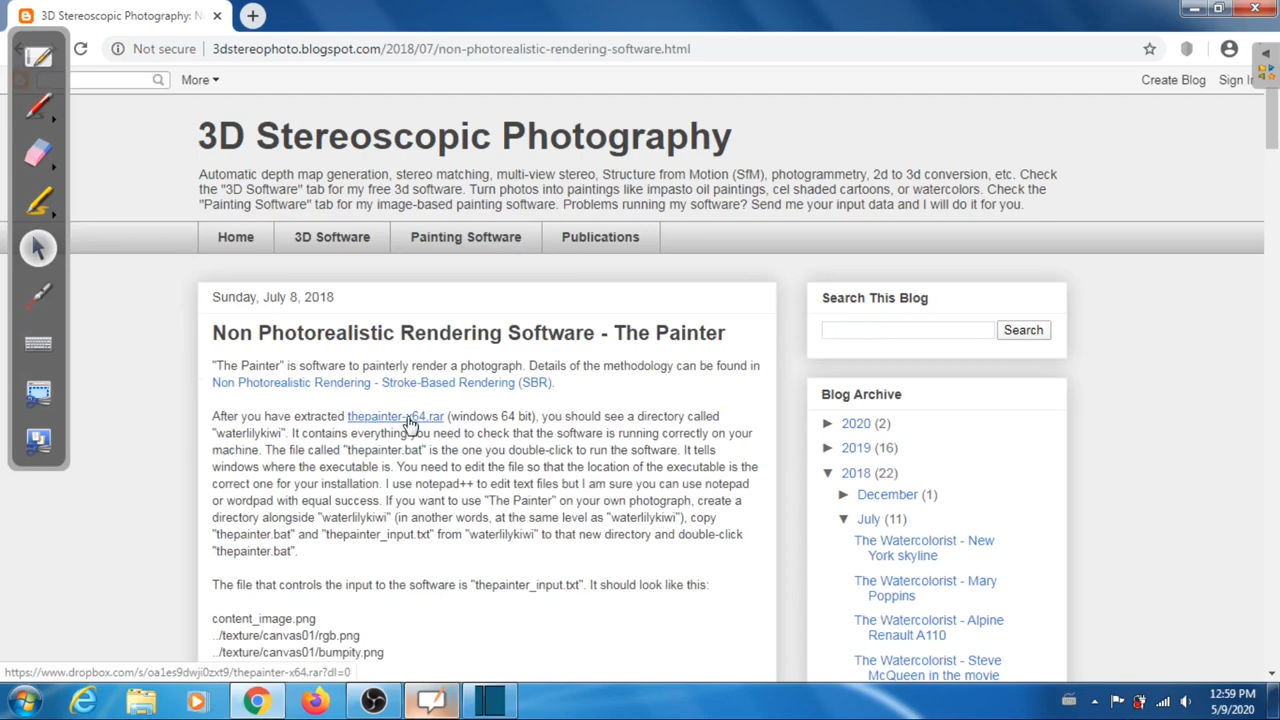 3D Stereoscopic Photography: N
Not secure
3dstereophoto.blogspot.com/2018/07/non-photorealistic-rendering-software.html
More
Create Blog
Sign In
3D Stereoscopic Photography
Automatic depth map generation, stereo matching, multi-view stereo, Structure from Motion (SfM), photogrammetry, 2d to 3d conversion, etc. Check
the "3D Software" tab for my free 3d software. Turn photos into paintings like impasto oil paintings, cel shaded cartoons, or watercolors. Check the
"Painting Software" tab for my image-based painting software. Problems running my software? Send me your input data and I will do it for you.
Home
3D Software
Painting Software
Publications
Sunday, July 8, 2018
Non Photorealistic Rendering Software - The Painter
"The Painter" is software to painterly render a photograph. Details of the methodology can be found in
Non Photorealistic Rendering - Stroke-Based Rendering (SBR).
After you have extracted thepainter-x64.rar (windows 64 bit), you should see a directory called
"waterlilykiwi". It contains everything you need to check that the software is running correctly on your
machine. The file called "thepainter.bat" is the one you double-click to run the software. It tells
windows where the executable is. You need to edit the file so that the location of the executable is the
correct one for your installation. I use notepad++ to edit text files but I am sure you can use notepad
or wordpad with equal success. If you want to use "The Painter" on your own photograph, create a
directory alongside "waterlilykiwi" (in another words, at the same level as "waterlilykiwi"), copy
"thepainter.bat" and "thepainter_input.txt" from "waterlilykiwi" to that new directory and double-click
"thepainter.bat".
The file that controls the input to the software is "thepainter_input.txt". It should look like this:
content_image.png
../texture/canvas01/rgb.png
../texture/canvas01/bumpity.png
Search This Blog
Search
Blog Archive
► 2020 (2)
► 2019 (16)
▼ 2018 (22)
► December (1)
▼ July (11)
The Watercolorist - New
York skyline
The Watercolorist - Mary
Poppins
The Watercolorist - Alpine
Renault A110
The Watercolorist - Steve
McQueen in the movie
https://www.dropbox.com/s/oa1es9dwji0zxt9/thepainter-x64.rar?dl=0
12:59 PM
5/9/2020